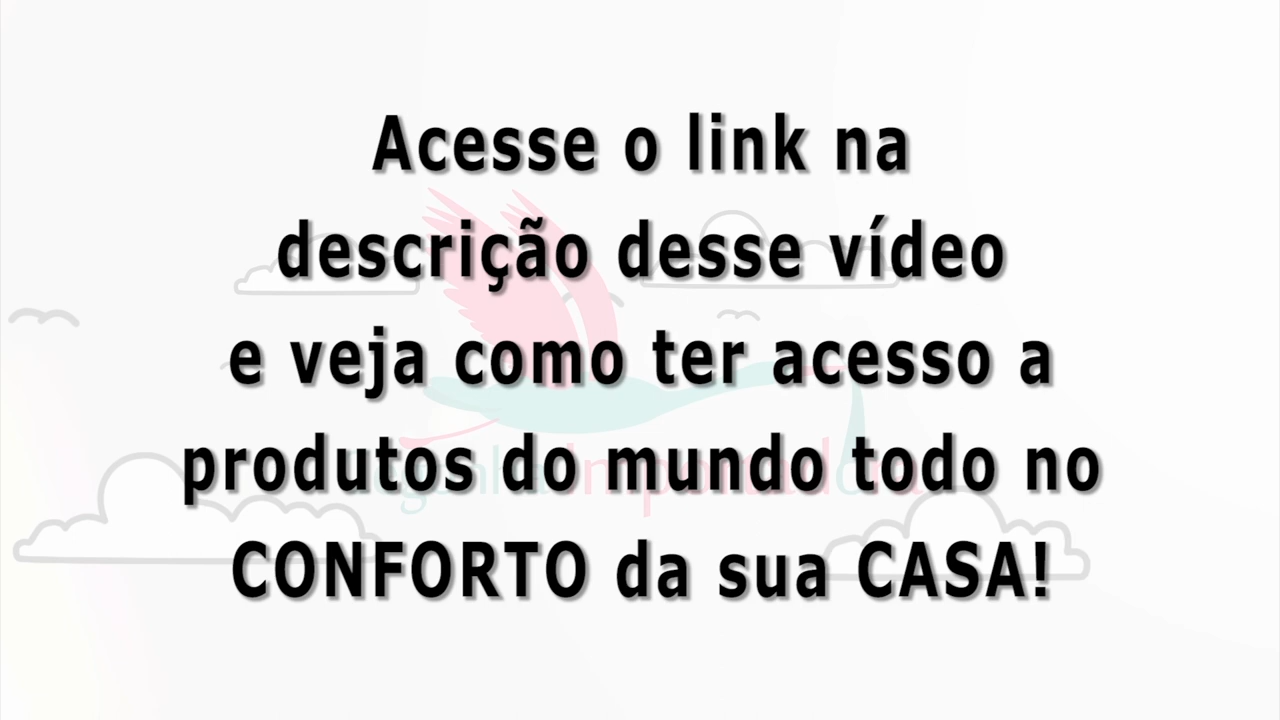 Acesse o link na
descrição desse vídeo
e veja como ter acesso a
produtos do mundo todo no
CONFORTO da sua CASA!